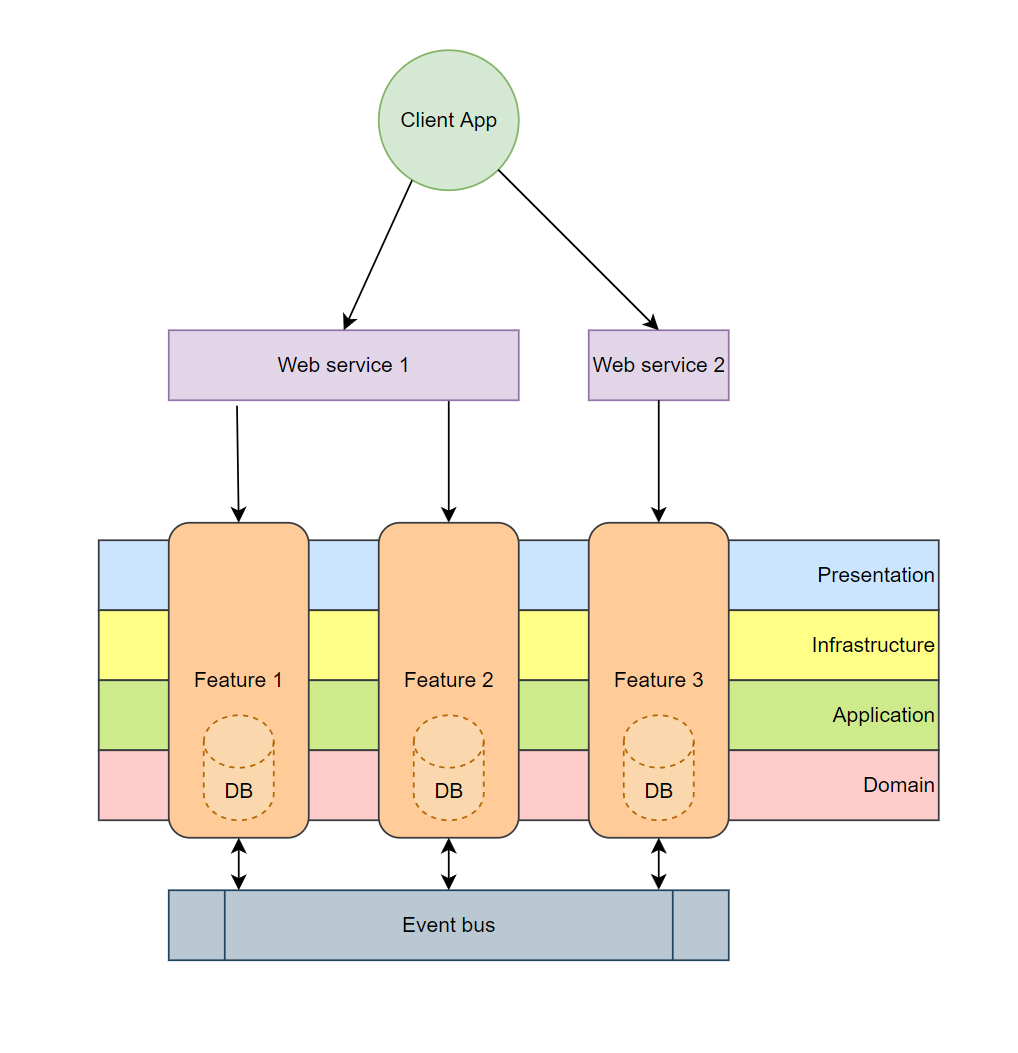 Client App
Web service 1
Web service 2
Presentation
Infrastructure
Feature 1
Feature 2
Feature 3
Application
Domain
DB
DB
DB
Event bus